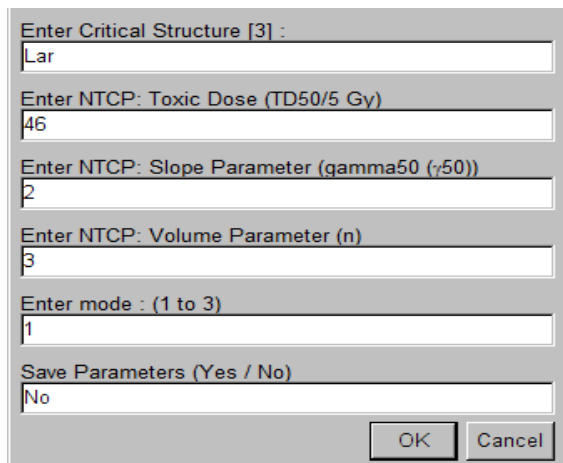 Enter Critical Structure [3] :
Lar
Enter NTCP: Toxic Dose (TD50/5 Gy)
46
Enter NTCP: Slope Parameter (gamma50 (γ50))
2
Enter NTCP: Volume Parameter (n)
3
Enter mode : (1 to 3)
1
Save Parameters (Yes / No)
No
OK Cancel